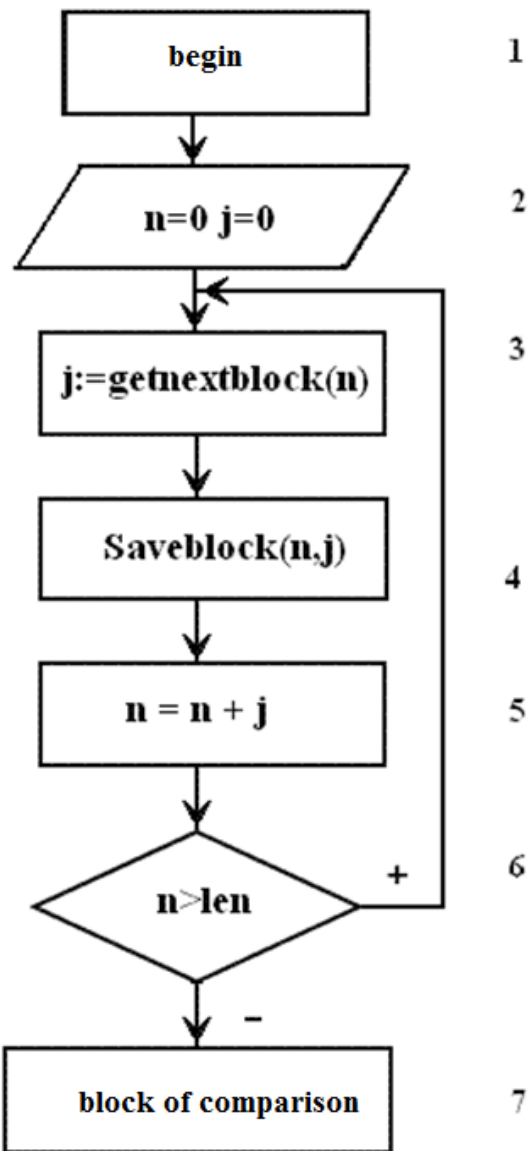 begin 1
n=0 j=0 2
j:=getnextblock(n) 3
Saveblock(n,j) 4
n = n + j 5
n>len + 6
–
block of comparison 7